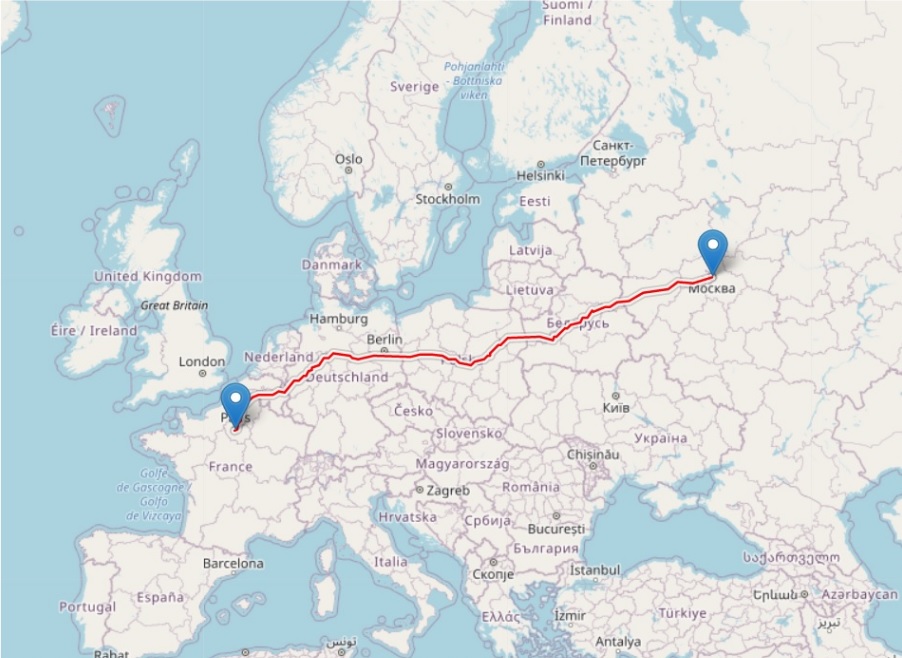 Suomi /
Finland
Pohjanlahti
- Bottniska
viken
Sverige
Санкт-
Петербург
Oslo
Helsinki
Stockholm
Eesti
Latvija
Danmark
United Kingdom
Москва
Lietuva
Great Britain
Hamburg
Беларусь
Éire / Ireland
Berlin
Nederland
London
Deutschland
Київ
Česko
Paris
Slovensko
Україна
Chișinău
France
Magyarország
Golfe
de Gascogne
Golfo
de Vizcaya
România
Zagreb
Hrvatska
Србија
București
България
Barcelona
Italia
Скопје
İstanbul
საქართველო
España
Երևան
Azərbaycan
Portugal
Ελλάς
İzmir
Türkiye
تبریز
تونس
Antalya
Rabat